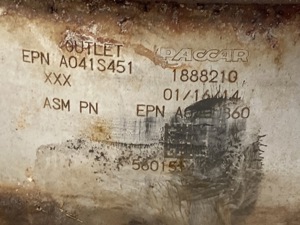 OUTLET
PACCAR
EPN A041S451
1888210
XXX
01/16/14
ASM PN
EPN